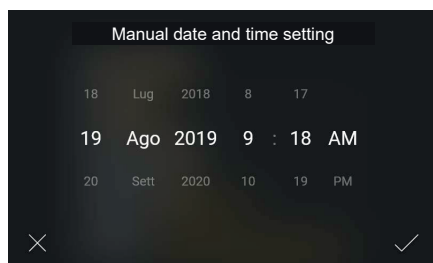 Manual date and time setting
18 Lug 2018 8 17
19 Ago 2019 9 : 18 AM
20 Sett 2020 10 19 PM